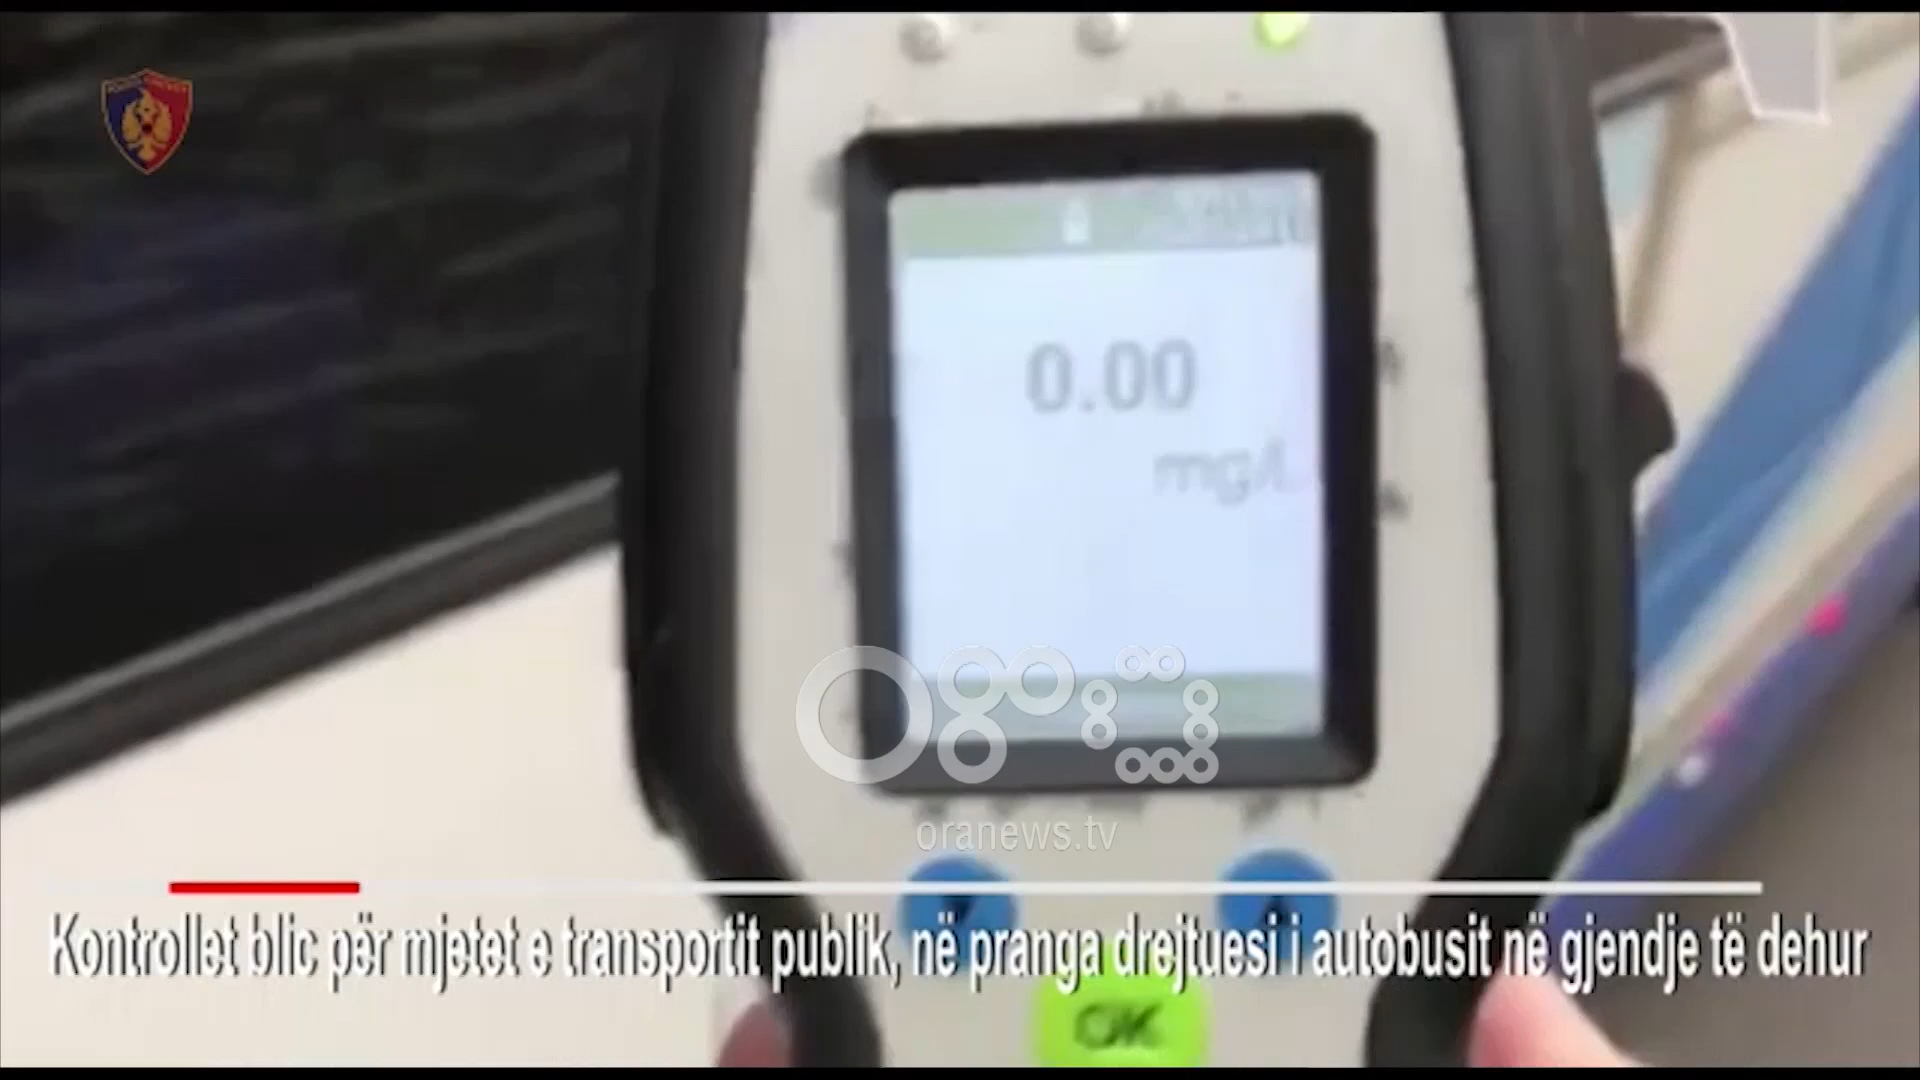 0.00
mg/L
oranews.tv
Kontrollet blic për mjetet e transportit publik, në pranga drejtuesi i autobusit në gjendje të dehur
OK